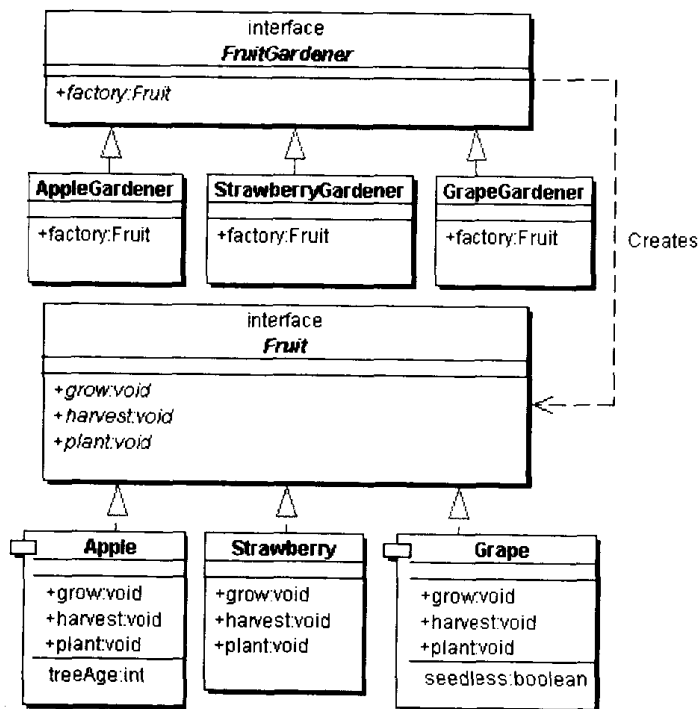 interface
FruitGardener
+factory:Fruit
AppleGardener
+factory:Fruit
StrawberryGardener
+factory:Fruit
GrapeGardener
+factory:Fruit
Creates
interface
Fruit
+grow:void
+harvest:void
+plant:void
Apple
+grow:void
+harvest:void
+plant:void
treeAge:int
Strawberry
+grow:void
+harvest:void
+plant:void
Grape
+grow:void
+harvest:void
+plant:void
seedless:boolean